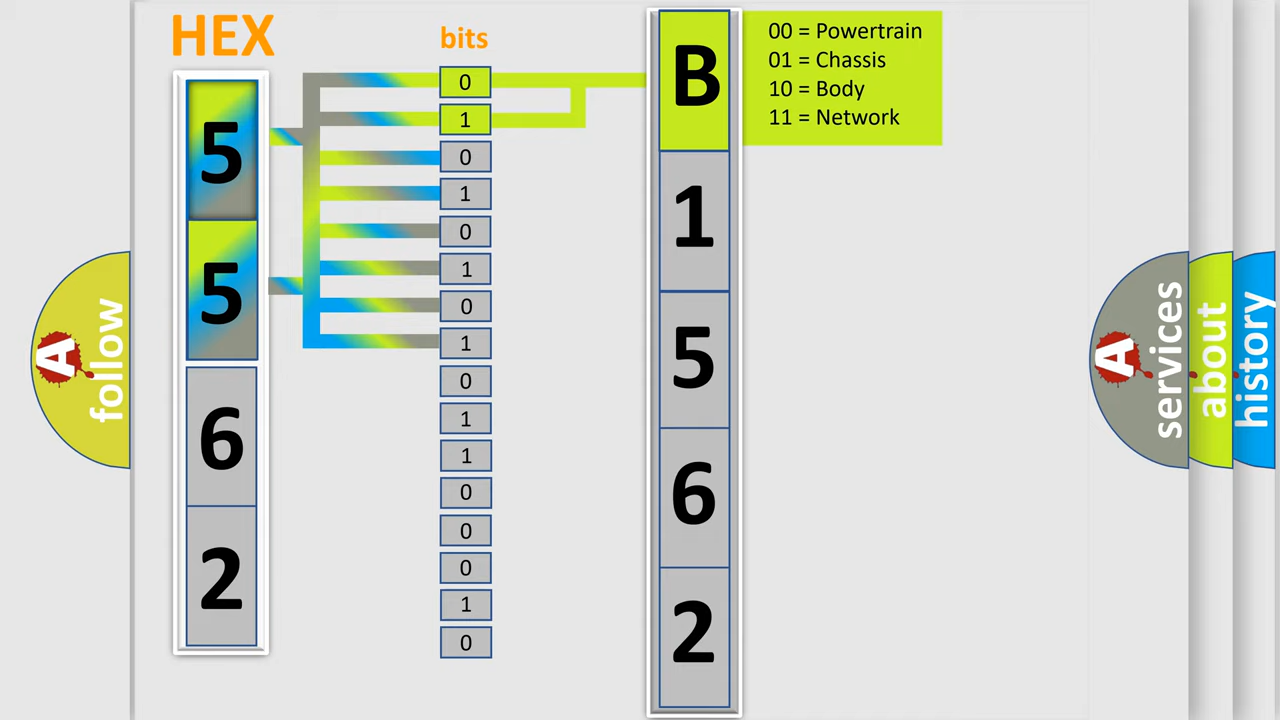 HEX
bits
5
5
6
2
0
1
0
1
0
1
0
1
0
1
1
0
0
0
1
0
B
1
5
6
2
00 = Powertrain
01 = Chassis
10 = Body
11 = Network
A
follow
A
services
about
history